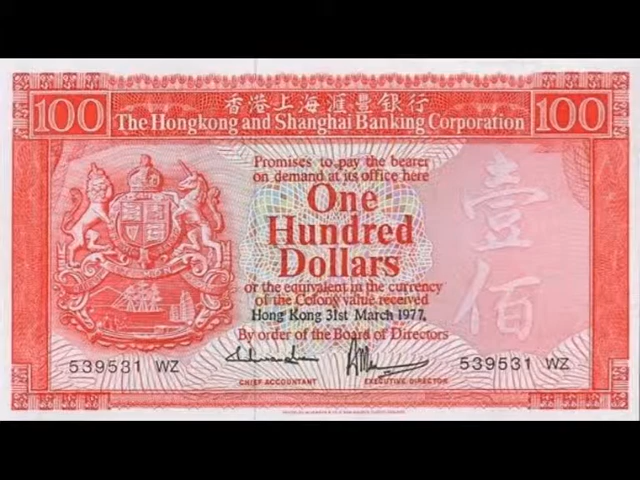 香港上海滙豐銀行
100 The Hongkong and Shanghai Banking Corporation 100
Promises to pay the bearer
on demand at its office here
One
Hundred
Dollars
壹
佰
or the equivalent in the currency
of the Colony value received
Hong Kong 31st March 1977.
By order of the Board of Directors
539531 WZ
539531 WZ
CHIEF ACCOUNTANT
EXECUTIVE DIRECTOR